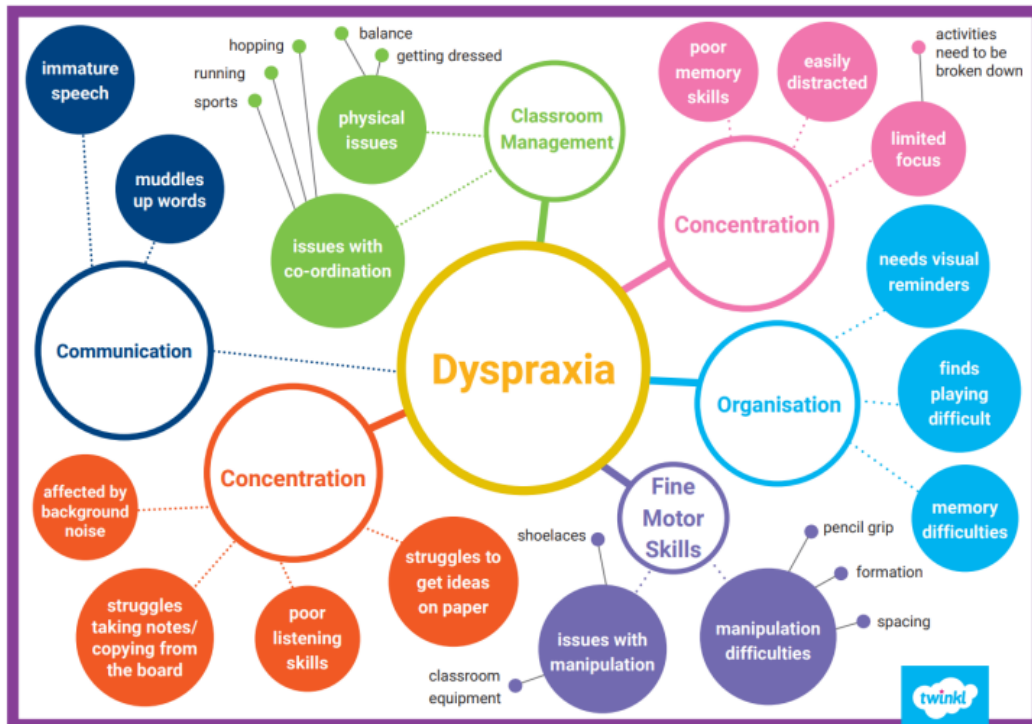 Dyspraxia
Communication
immature
speech
muddles
up words
Classroom
Management
physical
issues
balance
getting dressed
issues with
co-ordination
hopping
running
sports
Concentration
poor
memory
skills
easily
distracted
limited
focus
activities
need to be
broken down
Organisation
needs visual
reminders
finds
playing
difficult
memory
difficulties
Fine
Motor
Skills
issues with
manipulation
shoelaces
classroom
equipment
manipulation
difficulties
pencil grip
formation
spacing
Concentration
affected by
background
noise
struggles
taking notes/
copying from
the board
poor
listening
skills
struggles to
get ideas
on paper
twinkl